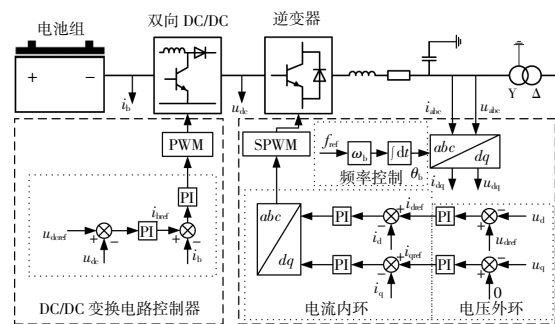 电池组
双向 DC/DC
逆变器
+ −
i_b
u_dc
i_abc
u_abc
Y Δ
PWM
SPWM
f_ref
ω_b
∫dt
θ_b
频率控制
abc
dq
i_dq
u_dq
PI
i_bref
u_dcref
+
−
PI
+
−
u_dc
i_b
DC/DC 变换电路控制器
abc
dq
PI
+
i_dref
−
i_d
PI
−
+
u_d
u_dref
PI
+
i_qref
−
i_q
PI
−
+
u_q
0
电流内环
电压外环